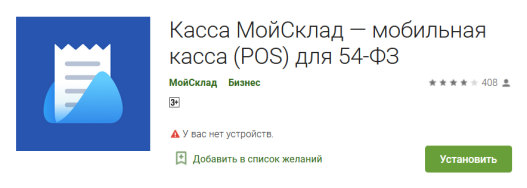 Касса МойСклад — мобильная
касса (POS) для 54-ФЗ
МойСклад Бизнес
408
3+
У вас нет устройств.
Добавить в список желаний
Установить